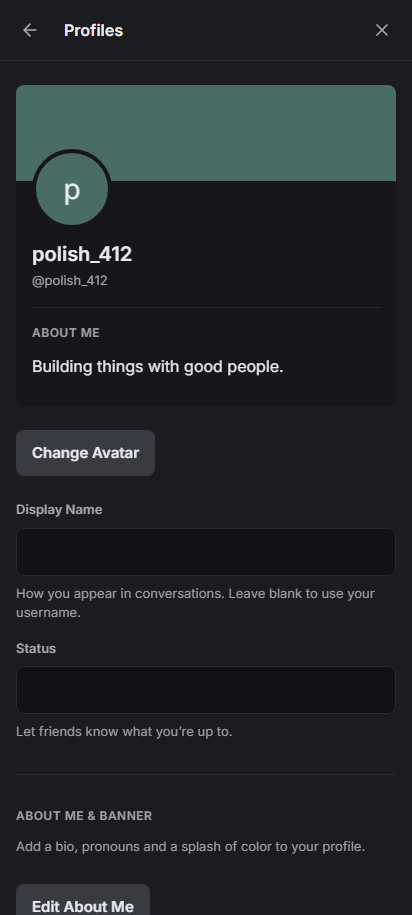 Profiles
p
polish_412
@polish_412
ABOUT ME
Building things with good people.
Change Avatar
Display Name
How you appear in conversations. Leave blank to use your
username.
Status
Let friends know what you’re up to.
ABOUT ME & BANNER
Add a bio, pronouns and a splash of color to your profile.
Edit About Me